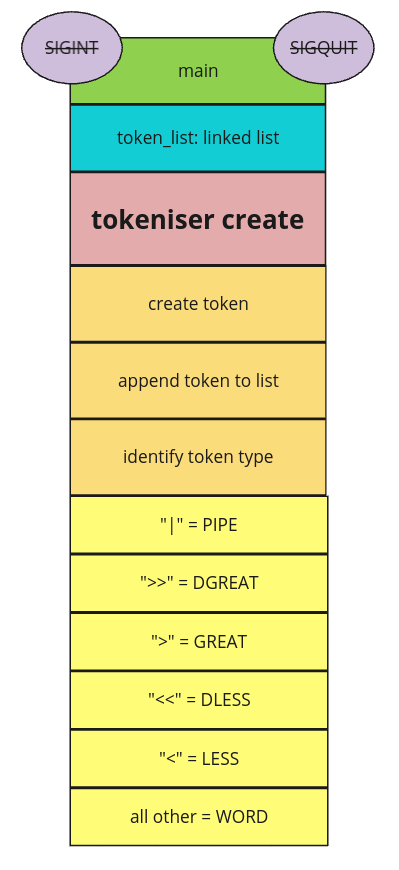 SIGINT
SIGQUIT
main
token_list: linked list
tokeniser create
create token
append token to list
identify token type
"|" = PIPE
">>" = DGREAT
">" = GREAT
"<<" = DLESS
"<" = LESS
all other = WORD